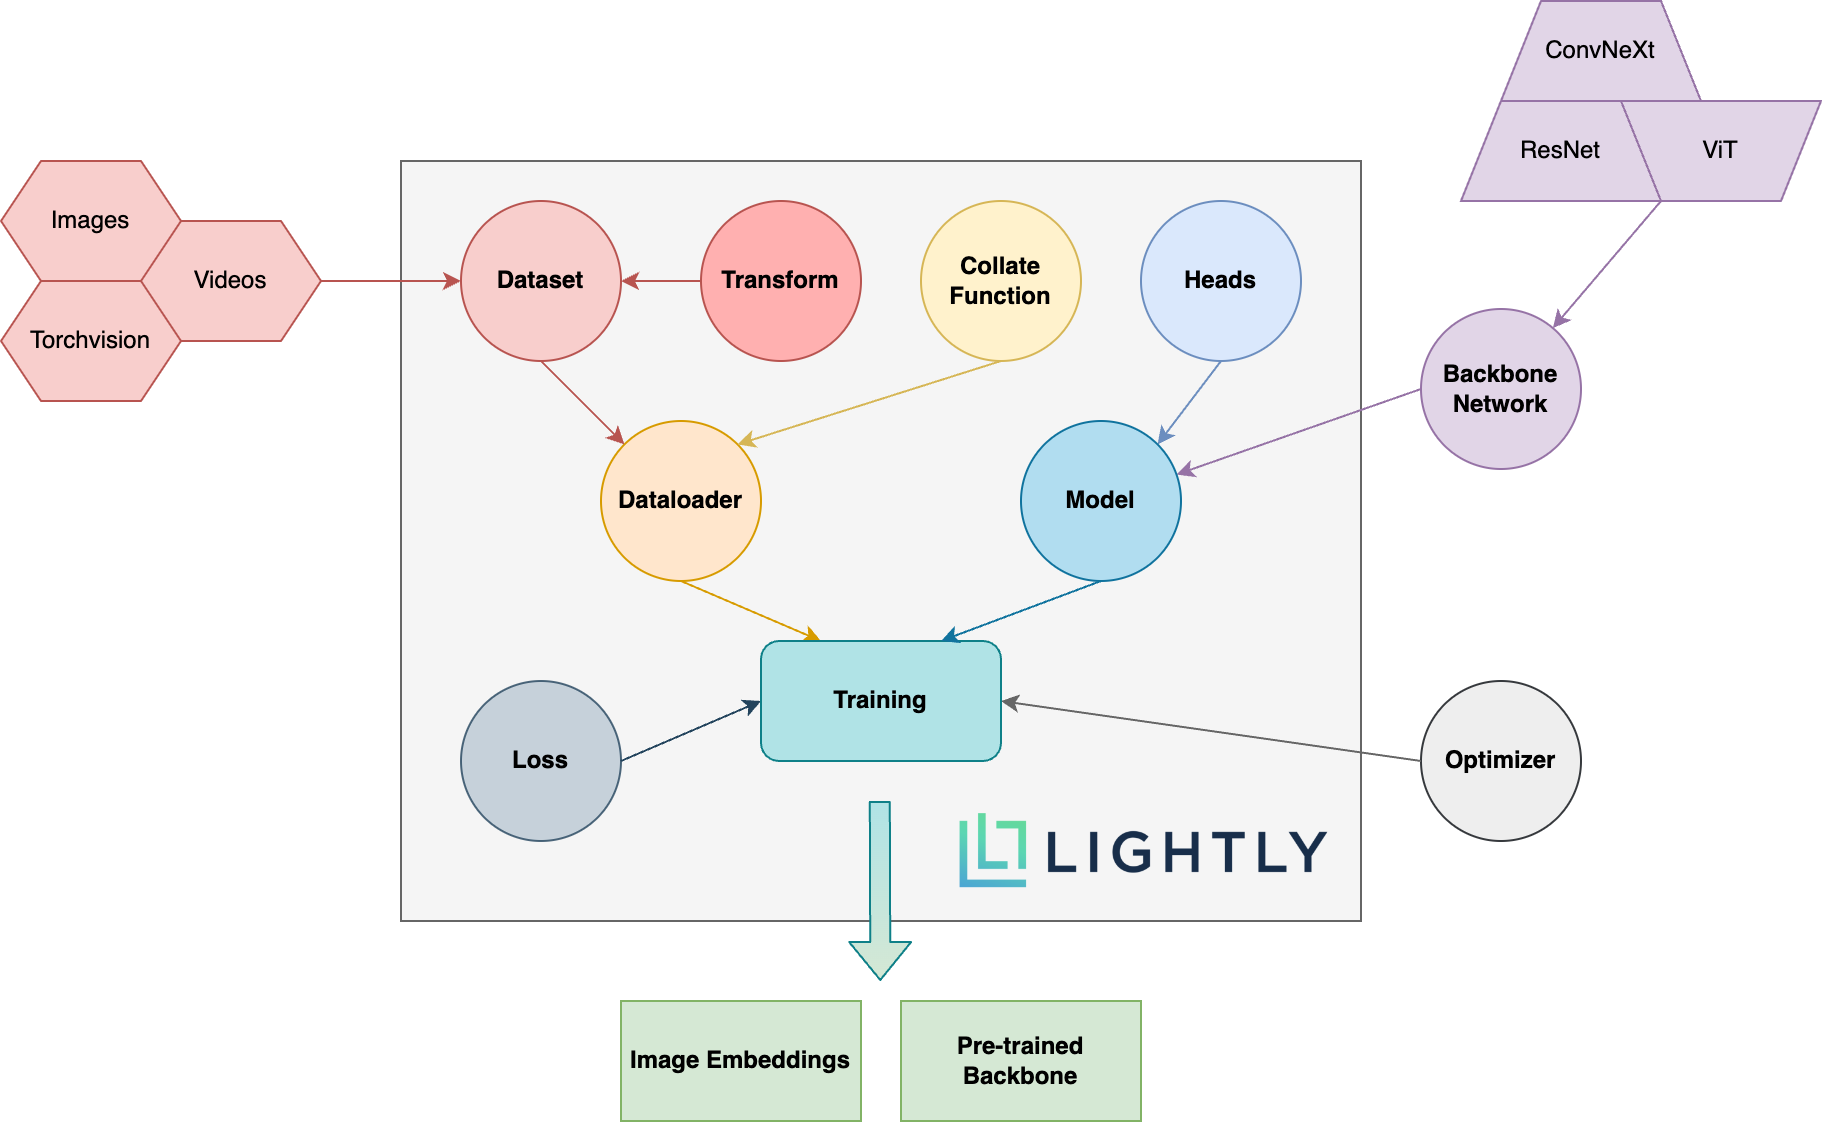 ConvNeXt
ResNet
ViT
Images
Videos
Torchvision
Dataset
Transform
Collate
Function
Heads
Backbone
Network
Dataloader
Model
Training
Loss
Optimizer
LIGHTLY
Image Embeddings
Pre-trained
Backbone